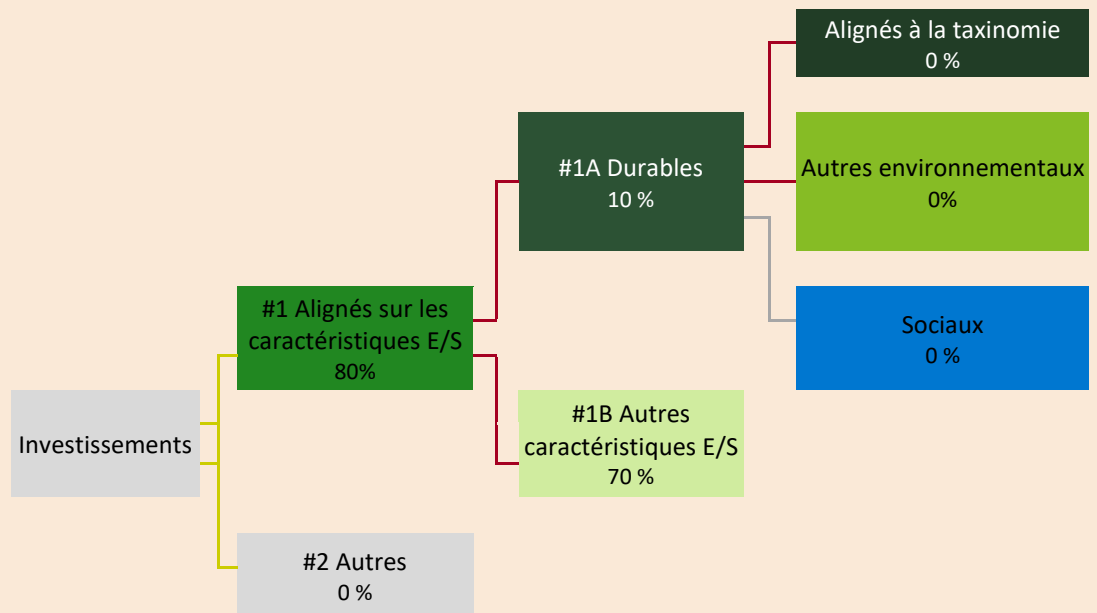 Alignés à la taxinomie
0 %
#1A Durables
10 %
Autres environnementaux
0%
#1 Alignés sur les
caractéristiques E/S
80%
Sociaux
0 %
Investissements
#1B Autres
caractéristiques E/S
70 %
#2 Autres
0 %